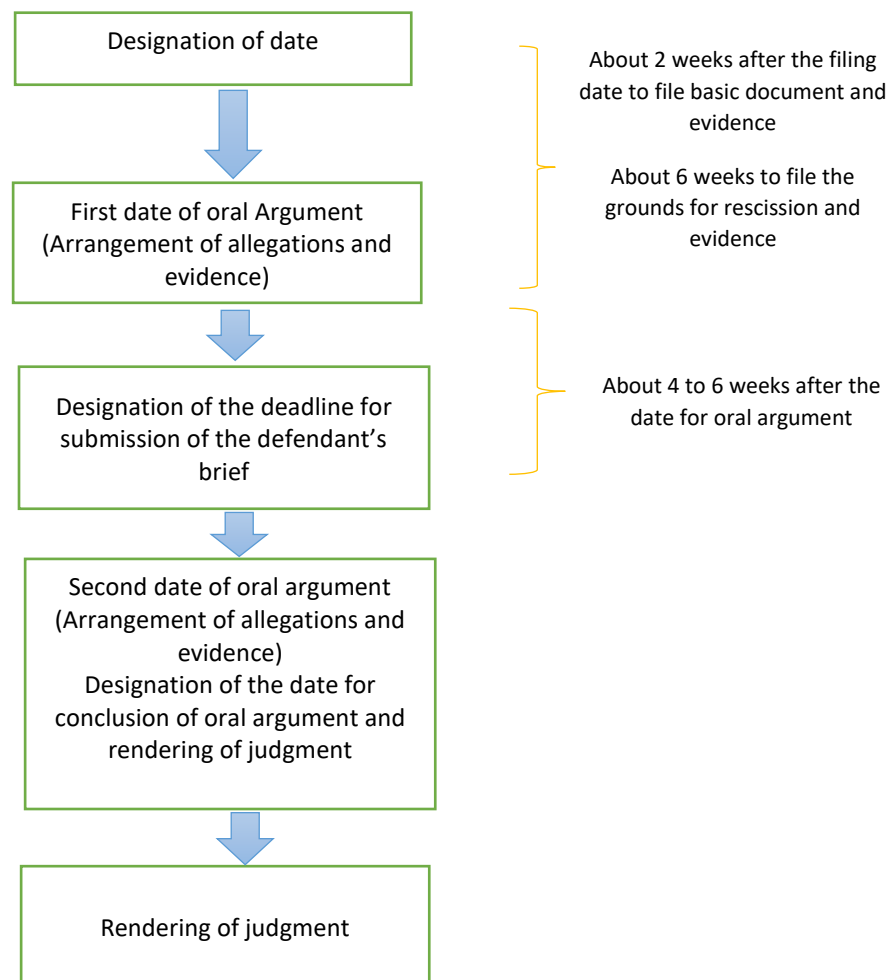 Designation of date
About 2 weeks after the filing
date to file basic document and
evidence
About 6 weeks to file the
grounds for rescission and
evidence
First date of oral Argument
(Arrangement of allegations and
evidence)
About 4 to 6 weeks after the
date for oral argument
Designation of the deadline for
submission of the defendant’s
brief
Second date of oral argument
(Arrangement of allegations and
evidence)
Designation of the date for
conclusion of oral argument and
rendering of judgment
Rendering of judgment